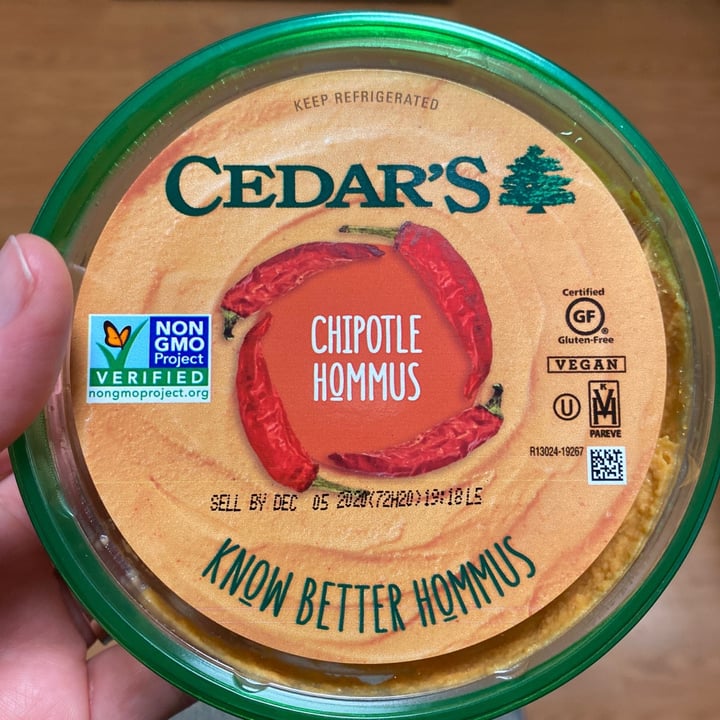 KEEP REFRIGERATED
CEDAR'S
CHIPOTLE
HOMMUS
NON
GMO
Project
VERIFIED
nongmoproject.org
Certified
GF
®
Gluten-Free
VEGAN
U
K
PAREVE
R13024-19267
SELL BY DEC 05 2020(72H20)19:18 L5
KNOW BETTER HOMMUS